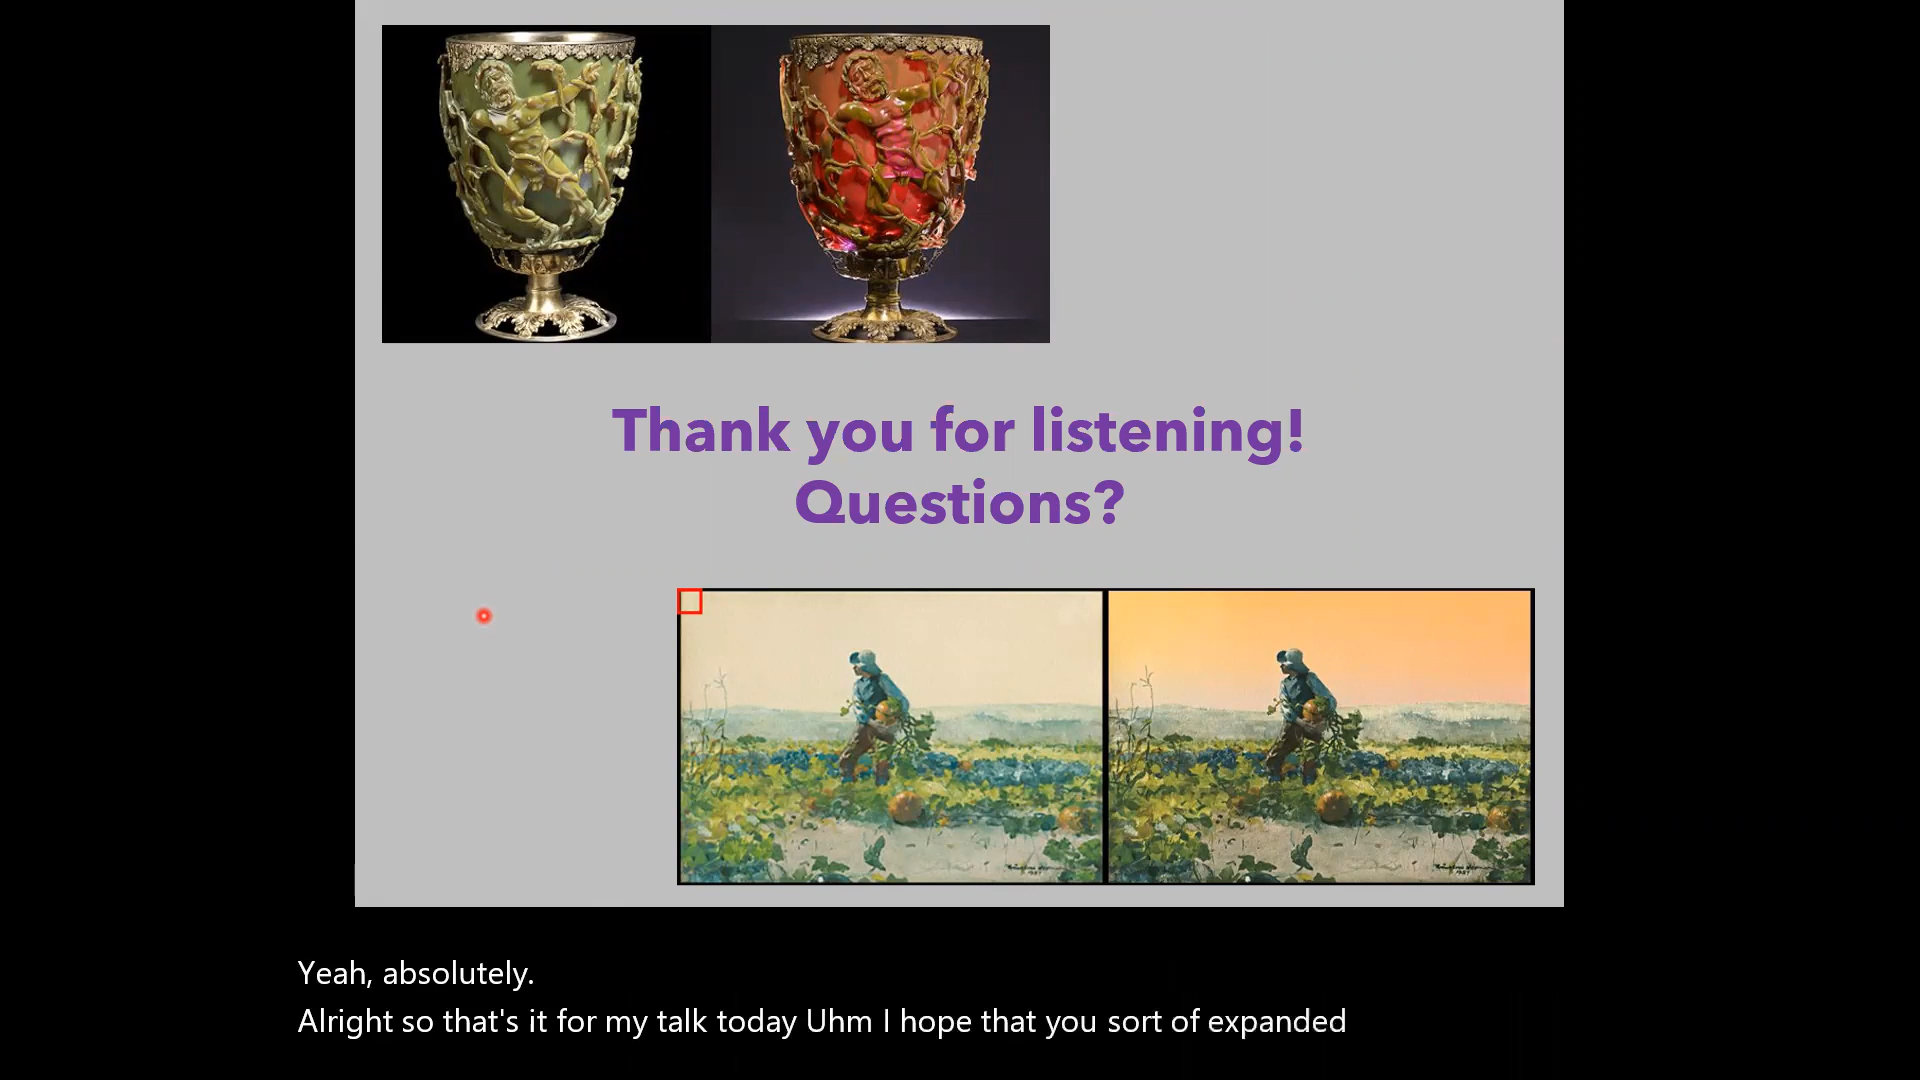 Thank you for listening!
Questions?
Yeah, absolutely.
Alright so that's it for my talk today Uhm I hope that you sort of expanded